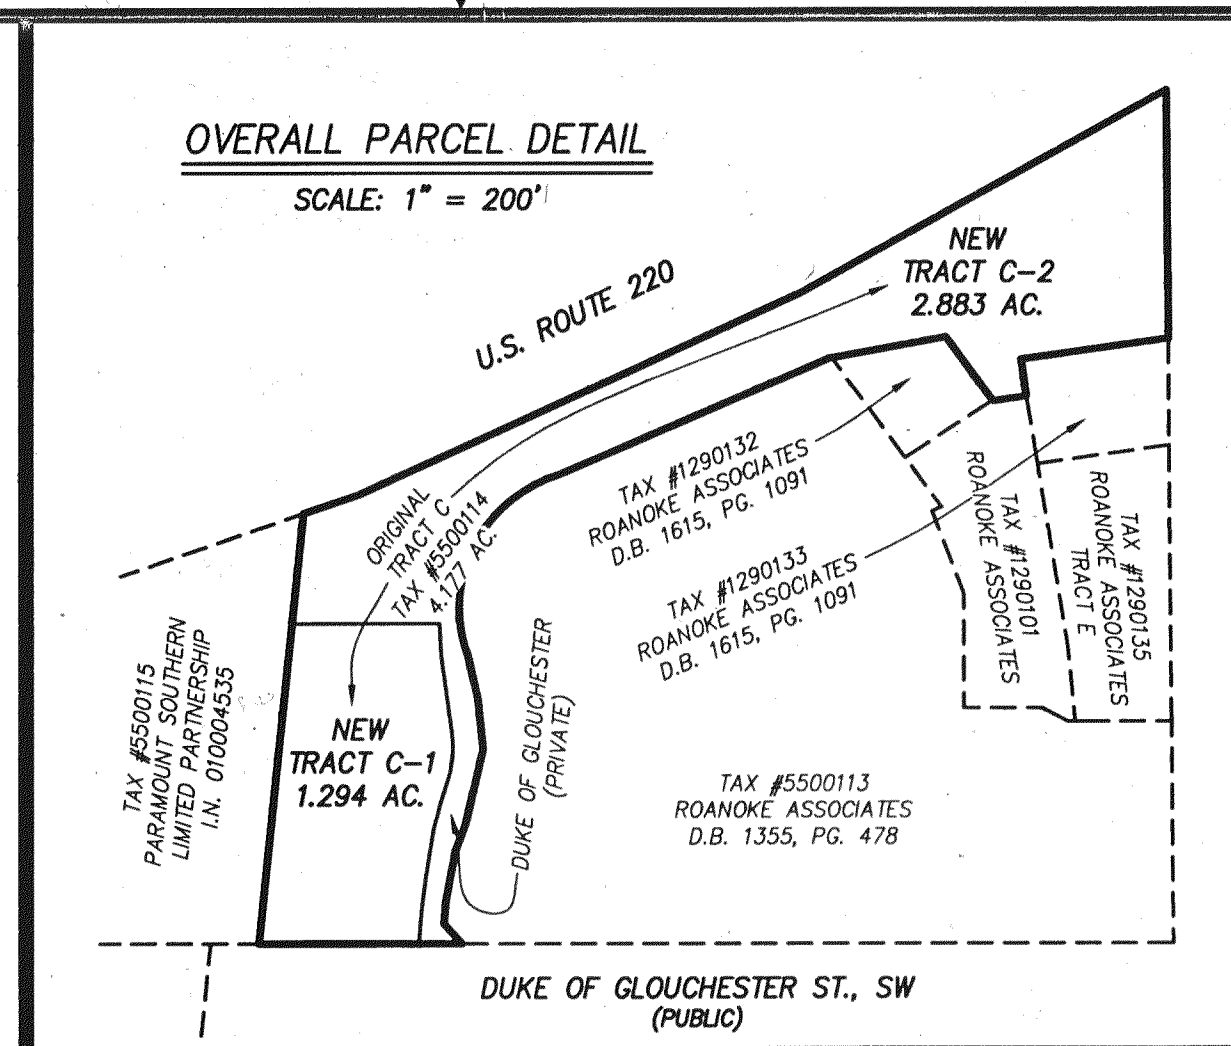 OVERALL PARCEL DETAIL
SCALE: 1" = 200'
U.S. ROUTE 220
NEW
TRACT C-2
2.883 AC.
ORIGINAL
TRACT C
TAX #5500114
4.177 AC.
TAX #1290132
ROANOKE ASSOCIATES
D.B. 1615, PG. 1091
TAX #1290133
ROANOKE ASSOCIATES
D.B. 1615, PG. 1091
TAX #1290101
ROANOKE ASSOCIATES
TAX #1290135
ROANOKE ASSOCIATES
TRACT E
TAX #5500115
PARAMOUNT SOUTHERN
LIMITED PARTNERSHIP
I.N. 010004535
NEW
TRACT C-1
1.294 AC.
DUKE OF GLOUCHESTER
(PRIVATE)
TAX #5500113
ROANOKE ASSOCIATES
D.B. 1355, PG. 478
DUKE OF GLOUCHESTER ST., SW
(PUBLIC)